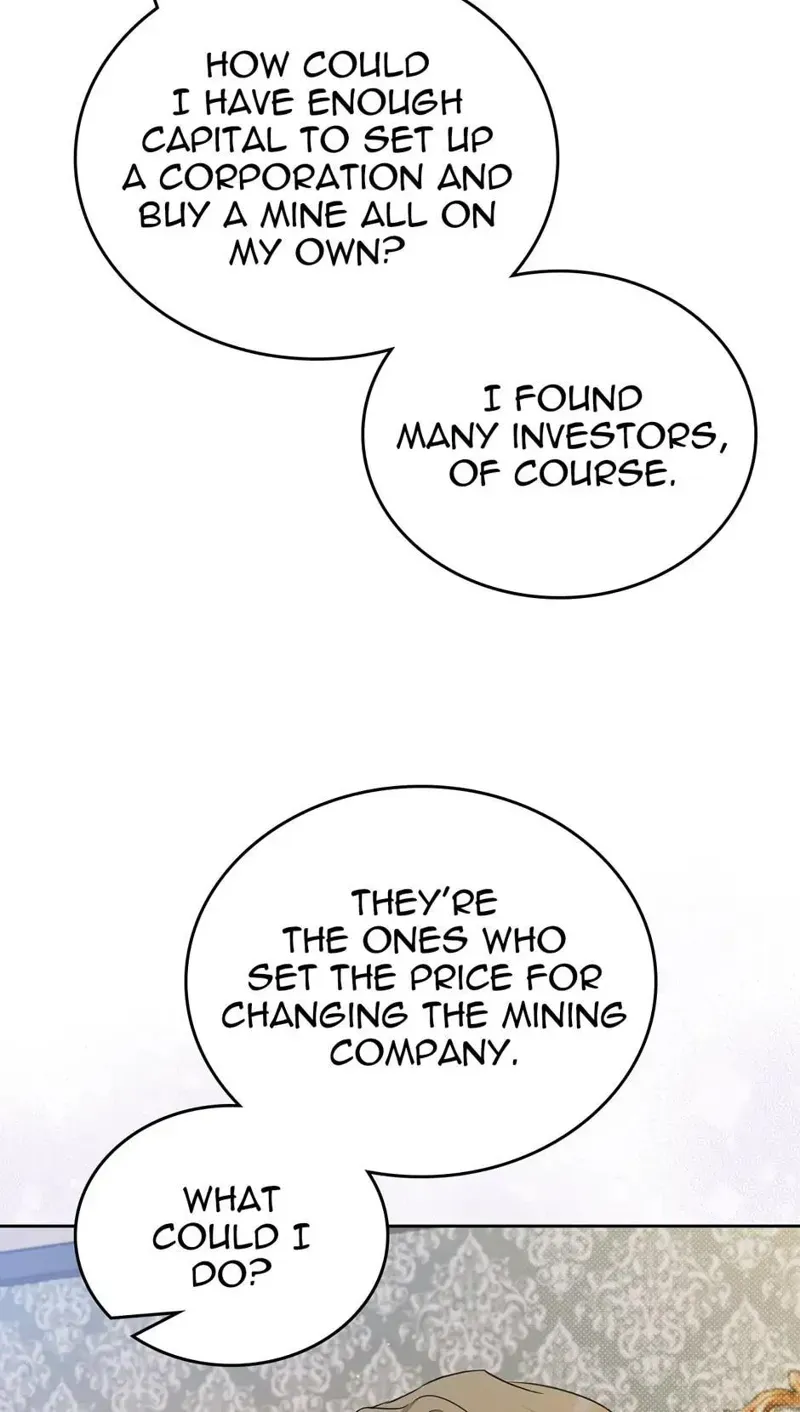 HOW COULD
I HAVE ENOUGH
CAPITAL TO SET UP
A CORPORATION AND
BUY A MINE ALL ON
MY OWN?
I FOUND
MANY INVESTORS,
OF COURSE.
THEY'RE
THE ONES WHO
SET THE PRICE FOR
CHANGING THE MINING
COMPANY.
WHAT
COULD I
DO?